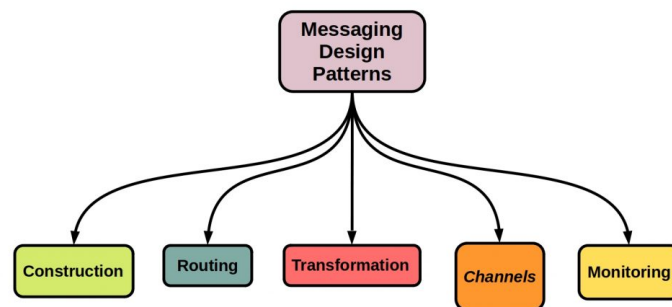 Messaging
Design
Patterns
Construction
Routing
Transformation
Channels
Monitoring